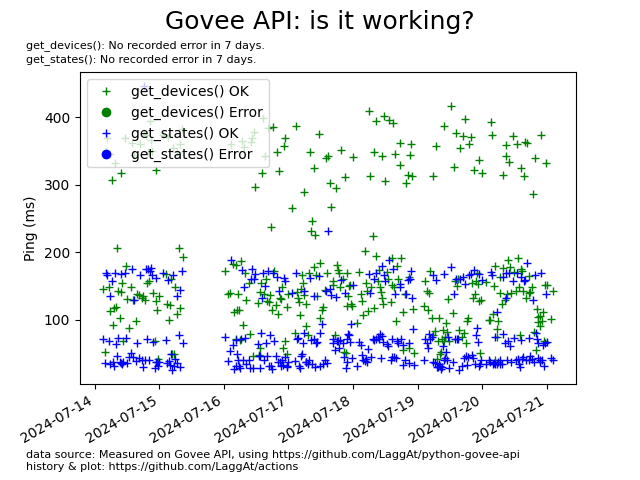 Govee API: is it working?
get_devices(): No recorded error in 7 days.
get_states(): No recorded error in 7 days.
get_devices() OK
get_devices() Error
get_states() OK
get_states() Error
Ping (ms)
400
300
200
100
2024-07-14
2024-07-15
2024-07-16
2024-07-17
2024-07-18
2024-07-19
2024-07-20
2024-07-21
data source: Measured on Govee API, using https://github.com/LaggAt/python-govee-api
history & plot: https://github.com/LaggAt/actions